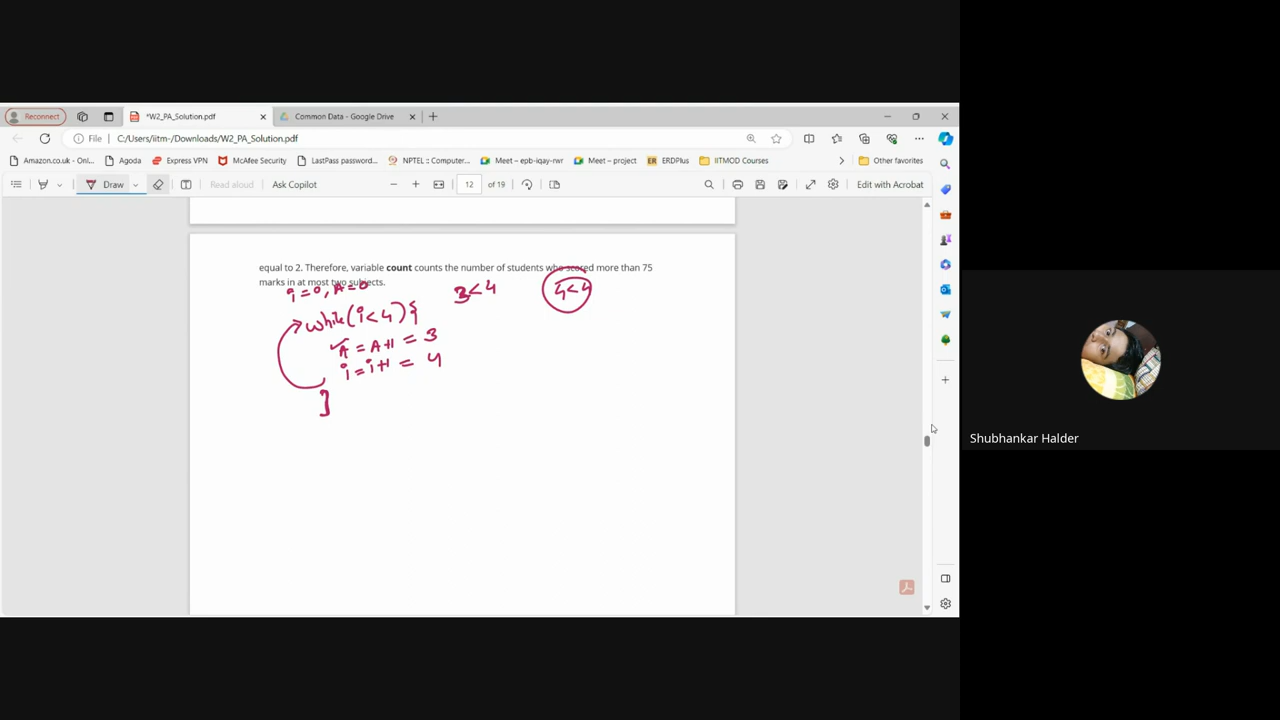 Reconnect
*W2_PA_Solution.pdf
Common Data - Google Drive
File
C:/Users/iitm-/Downloads/W2_PA_Solution.pdf
Amazon.co.uk - Onl...
Agoda
Express VPN
McAfee Security
LastPass password...
NPTEL :: Computer...
Meet – epb-iqay-rwr
Meet – project
ER ERDPlus
IITMOD Courses
Other favorites
Draw
Read aloud
Ask Copilot
12 of 19
Edit with Acrobat
equal to 2. Therefore, variable count counts the number of students who scored more than 75
marks in at most two subjects.
i=0, A=0
3<4
4<4
while(i<4){
A = A+1 = 3
i=i+1 = 4
}
Shubhankar Halder